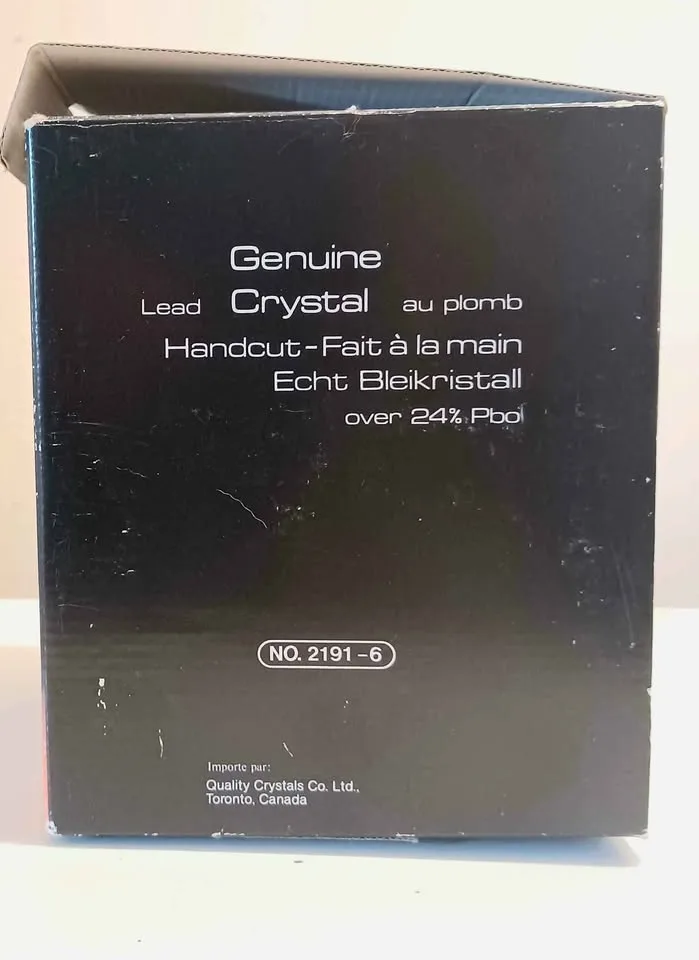 Genuine
Lead Crystal au plomb
Handcut-Fait à la main
Echt Bleikristall
over 24% Pbo
NO. 2191-6
Importe par:
Quality Crystals Co. Ltd.,
Toronto, Canada